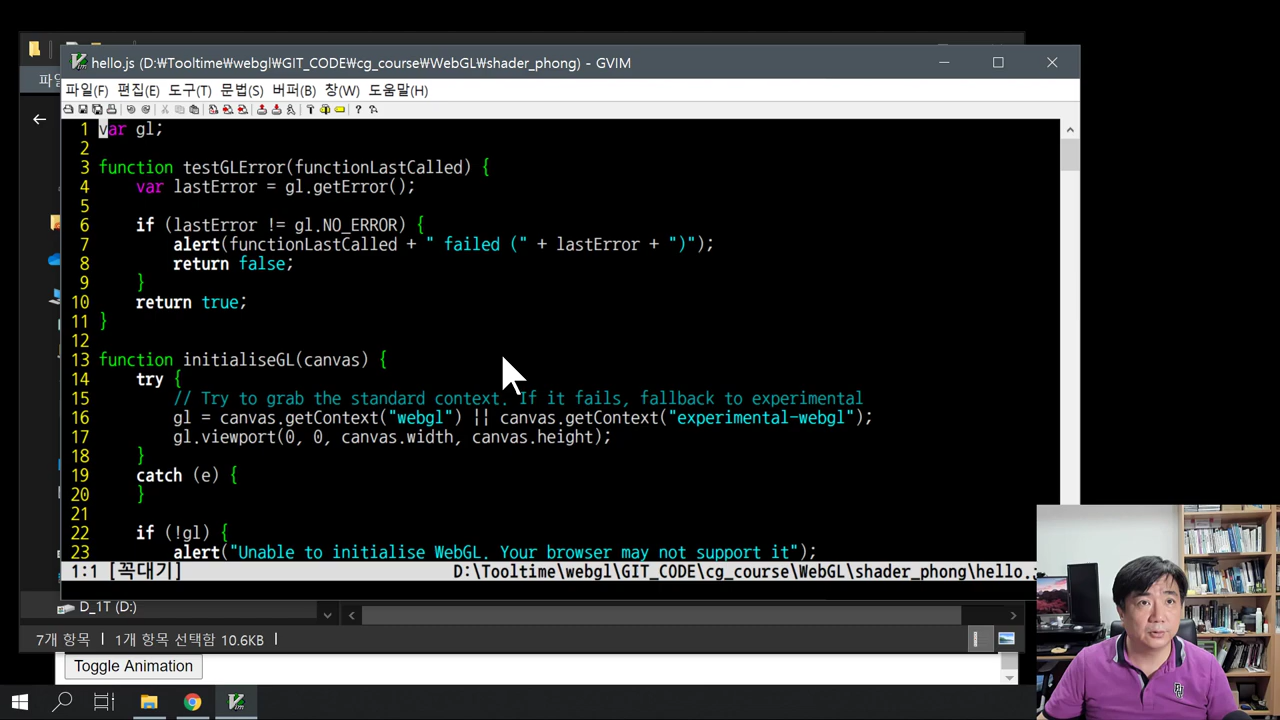 hello.js (D:₩Tooltime₩webgl₩GIT_CODE₩cg_course₩WebGL₩shader_phong) - GVIM
파일
파일(F) 편집(E) 도구(T) 문법(S) 버퍼(B) 창(W) 도움말(H)
1 var gl;
2
3 function testGLError(functionLastCalled) {
4 var lastError = gl.getError();
5
6 if (lastError != gl.NO_ERROR) {
7 alert(functionLastCalled + " failed (" + lastError + ")");
8 return false;
9 }
10 return true;
11 }
12
13 function initialiseGL(canvas) {
14 try {
15 // Try to grab the standard context. If it fails, fallback to experimental
16 gl = canvas.getContext("webgl") || canvas.getContext("experimental-webgl");
17 gl.viewport(0, 0, canvas.width, canvas.height);
18 }
19 catch (e) {
20 }
21
22 if (!gl) {
23 alert("Unable to initialise WebGL. Your browser may not support it");
1:1 [꼭대기] D:\Tooltime\webgl\GIT_CODE\cg_course\WebGL\shader_phong\hello.j
D_1T (D:)
7개 항목 1개 항목 선택함 10.6KB
Toggle Animation